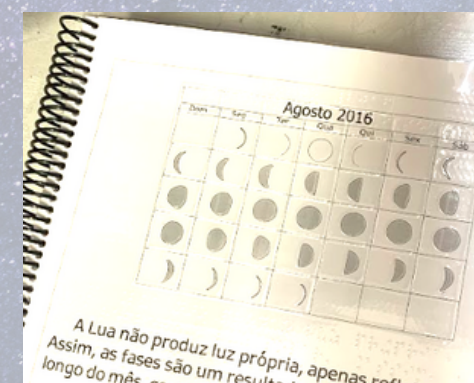 Agosto 2016
Dom Seg Ter Qua Qui Sex Sáb
A Lua não produz luz própria, apenas
Assim, as fases são um
longo do mês,